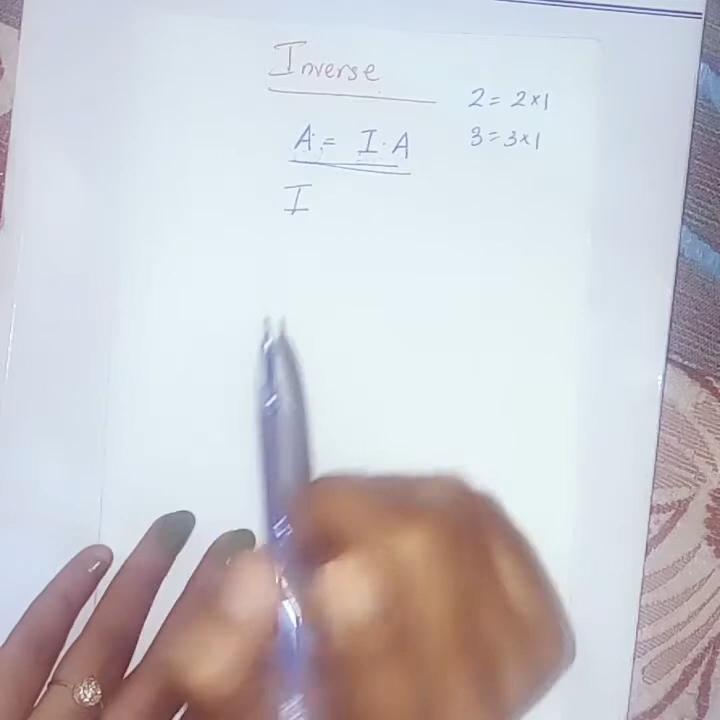 Inverse
2 = 2×1
A = I·A
3 = 3×1
I